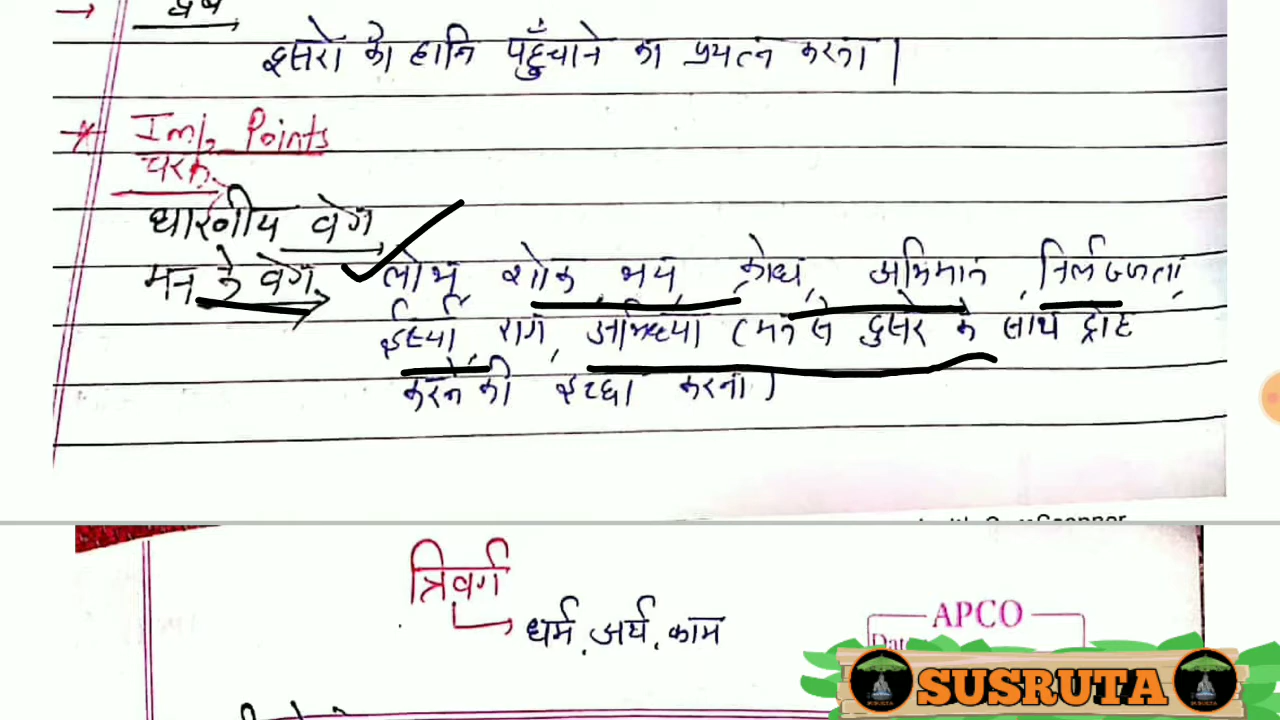 → द्वेष
दुसरों को हानि पहुँचाने का प्रयत्न करना।
* Imp. Points
चरक
धारणीय वेग
मन के वेग → लोभ, शोक, भय, क्रोध, अभिमान, निर्लज्जता,
ईर्ष्या, राग, अभिध्या (मन से दुसरे के साथ द्रोह
करने की इच्छा करना)
त्रिवर्ग
→ धर्म, अर्थ, काम
APCO
Dat
SUSRUTA